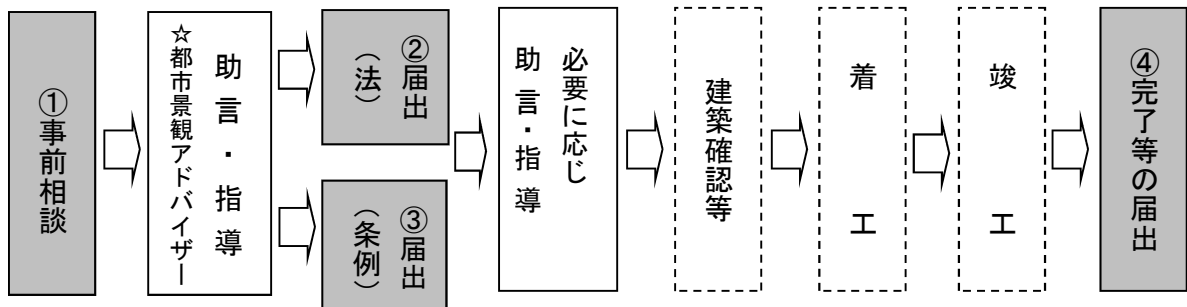 ①事前相談
助言・指導
☆都市景観アドバイザー
②届出
（法）
③届出
（条例）
必要に応じ
助言・指導
建築確認等
着工
竣工
④完了等の届出